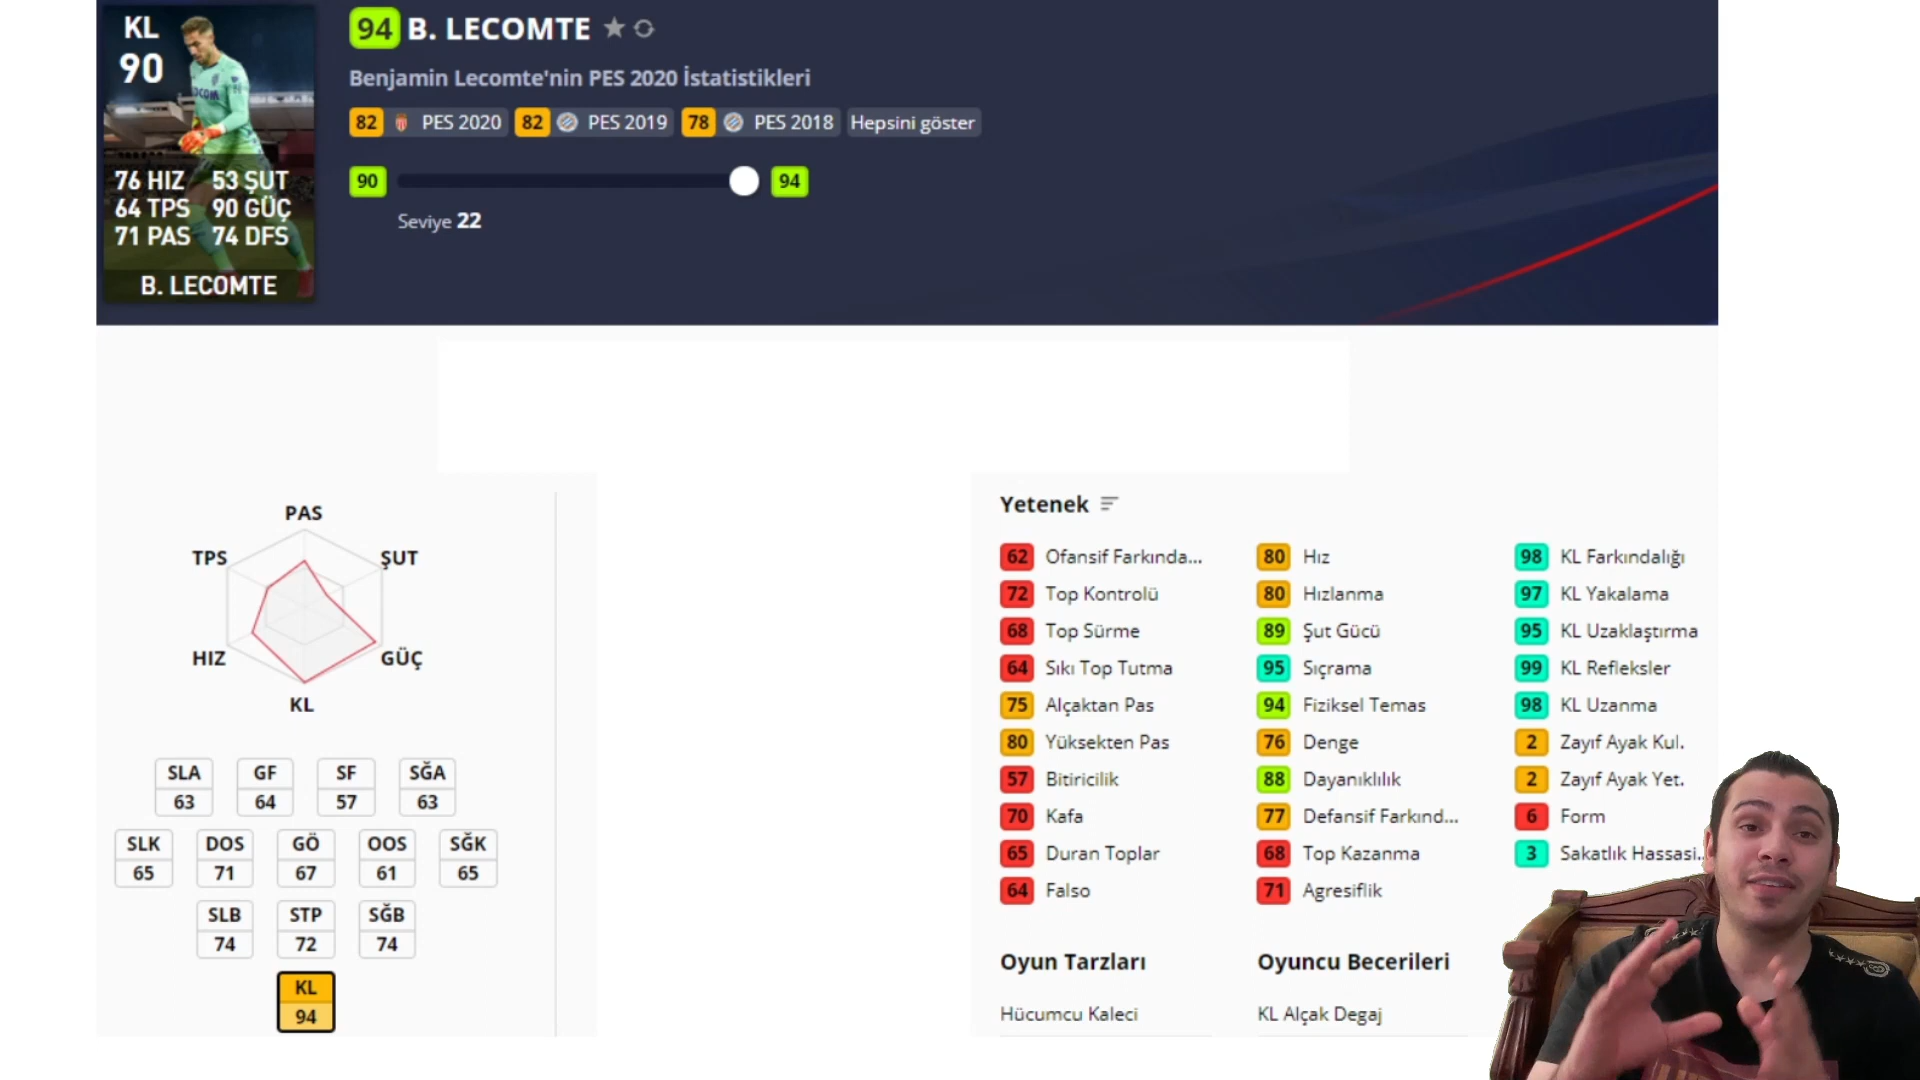 KL
90
76 HIZ 53 ŞUT
64 TPS 90 GÜÇ
71 PAS 74 DFS
B. LECOMTE
94 B. LECOMTE
Benjamin Lecomte'nin PES 2020 İstatistikleri
82 PES 2020 82 PES 2019 78 PES 2018 Hepsini göster
90 94
Seviye 22
PAS
TPS ŞUT
HIZ GÜÇ
KL
SLA GF SF SĞA
63 64 57 63
SLK DOS GÖ OOS SĞK
65 71 67 61 65
SLB STP SĞB
74 72 74
KL
94
Yetenek
62 Ofansif Farkında... 80 Hız 98 KL Farkındalığı
72 Top Kontrolü 80 Hızlanma 97 KL Yakalama
68 Top Sürme 89 Şut Gücü 95 KL Uzaklaştırma
64 Sıkı Top Tutma 95 Sıçrama 99 KL Refleksler
75 Alçaktan Pas 94 Fiziksel Temas 98 KL Uzanma
80 Yüksekten Pas 76 Denge 2 Zayıf Ayak Kul.
57 Bitiricilik 88 Dayanıklılık 2 Zayıf Ayak Yet.
70 Kafa 77 Defansif Farkınd... 6 Form
65 Duran Toplar 68 Top Kazanma 3 Sakatlık Hassasi..
64 Falso 71 Agresiflik
Oyun Tarzları Oyuncu Becerileri
Hücumcu Kaleci KL Alçak Degaj